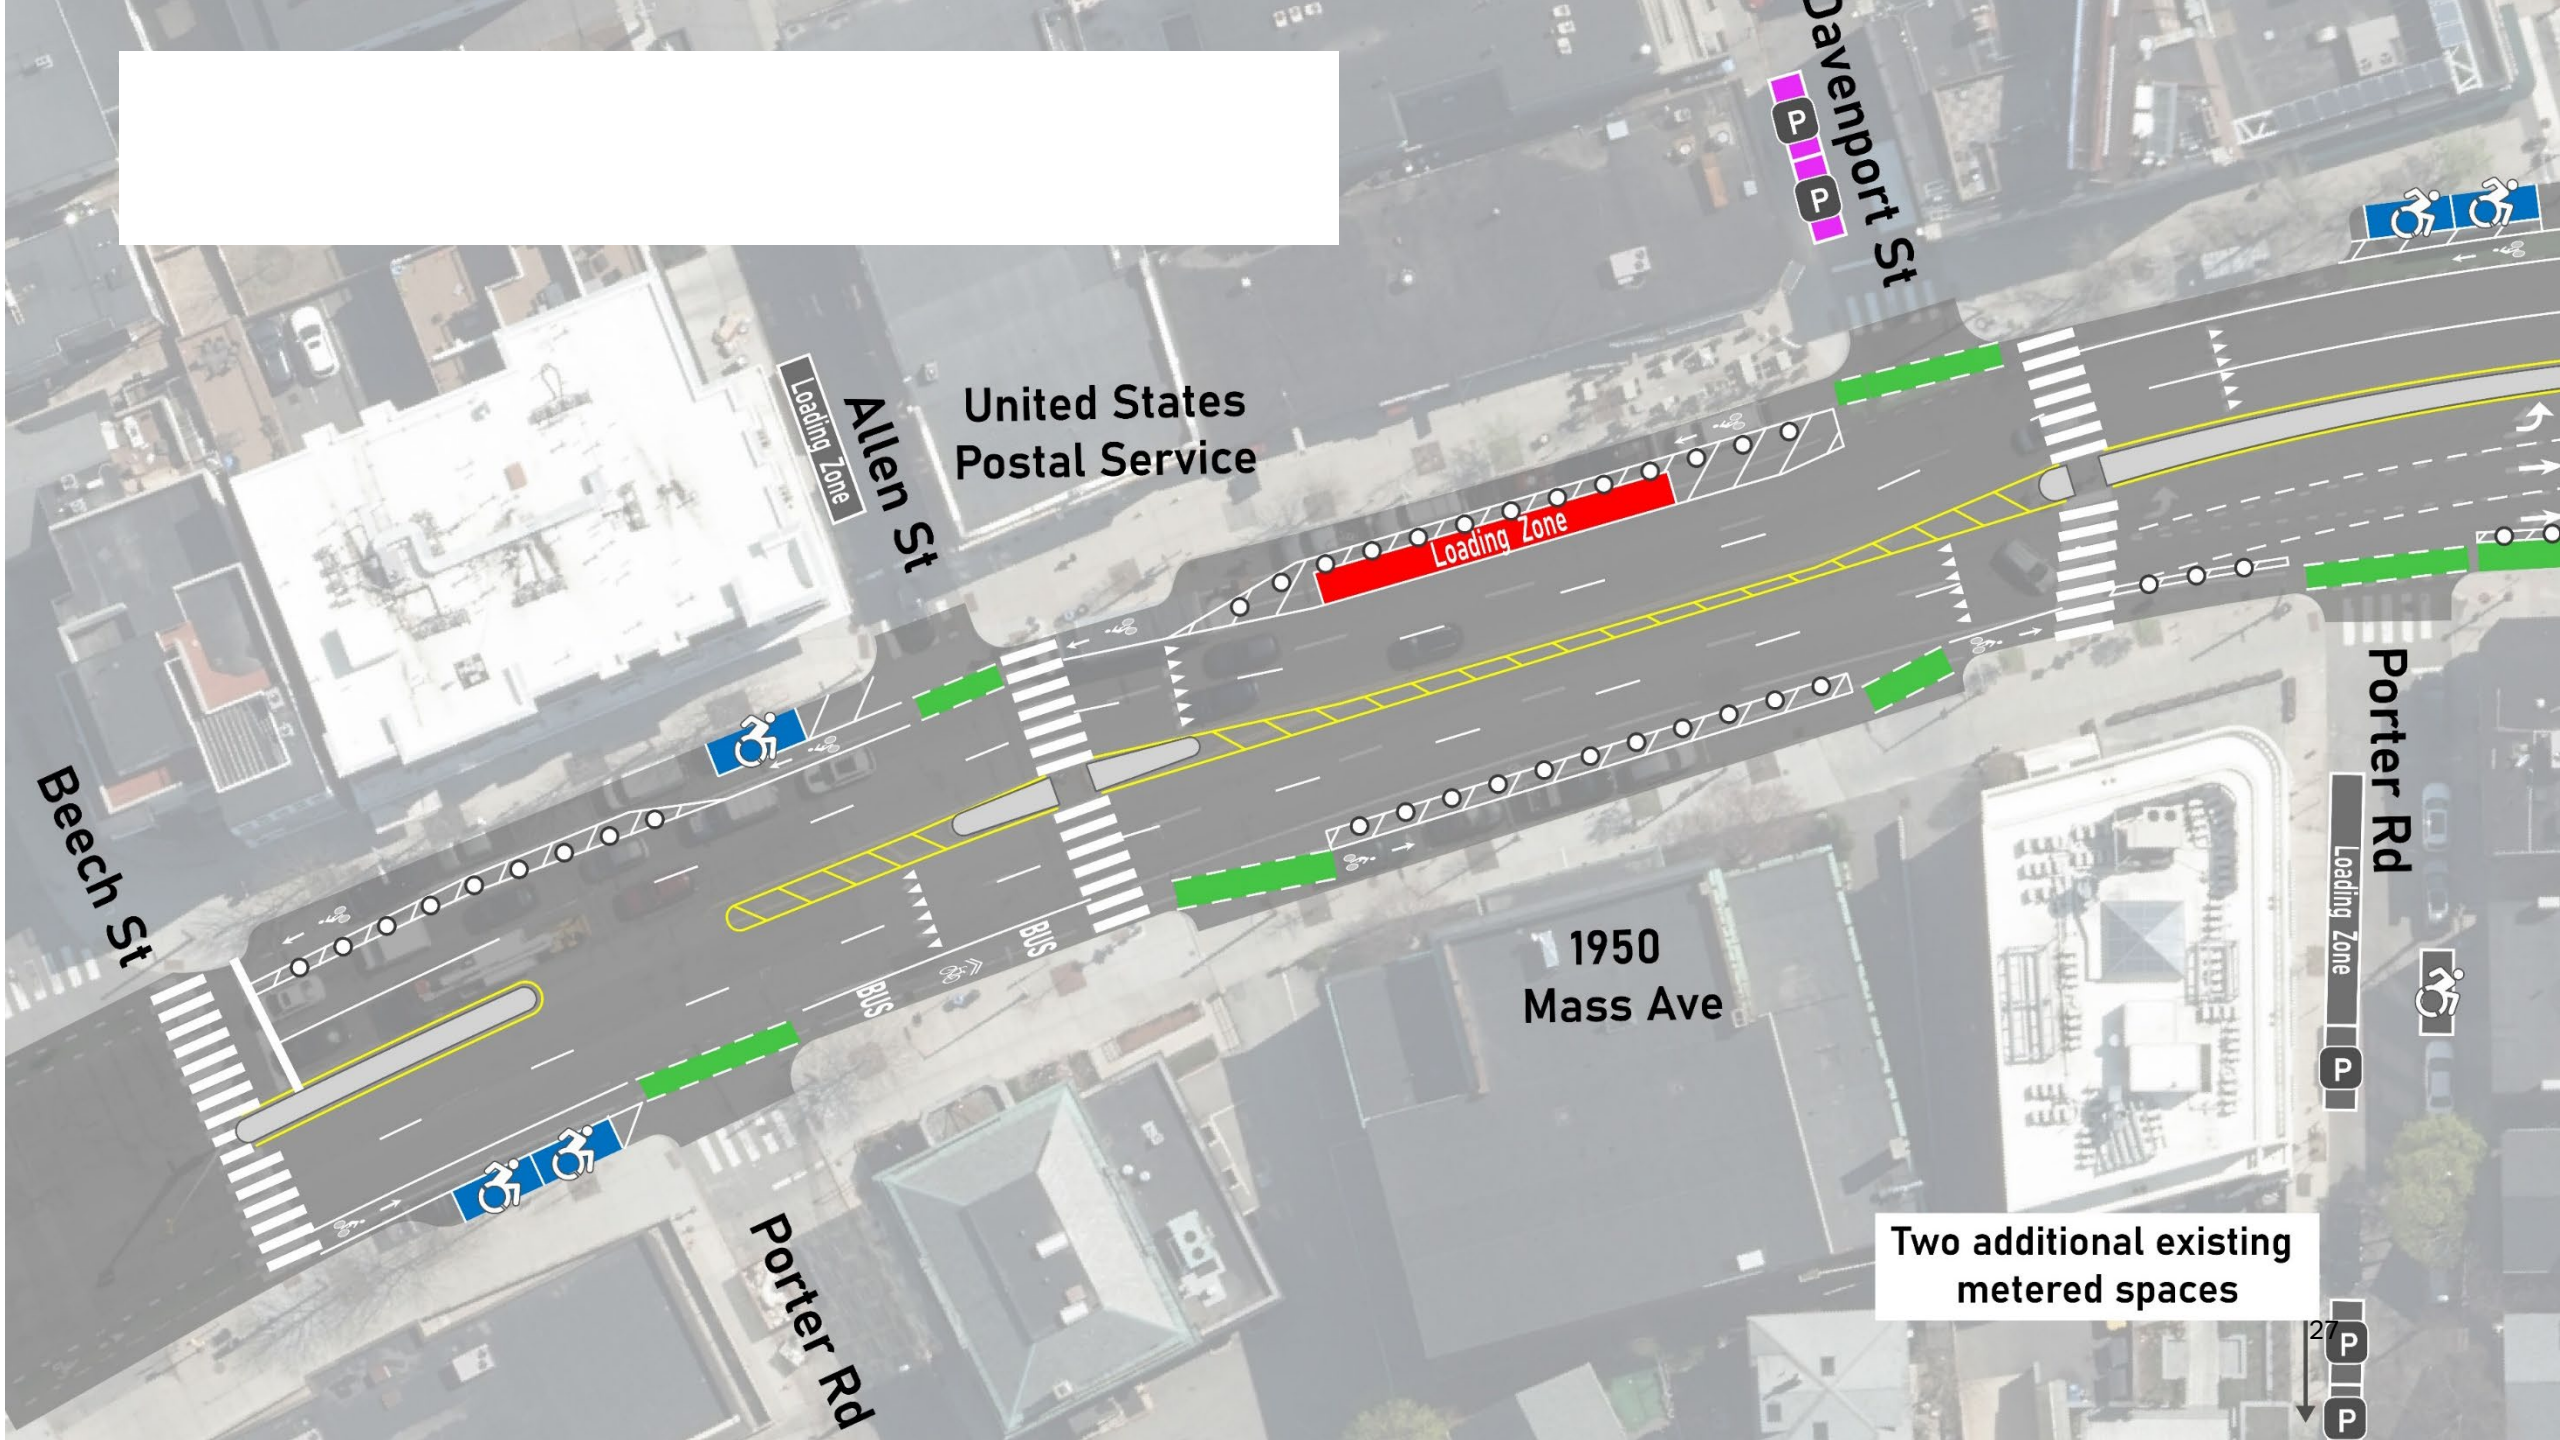 Davenport St
P
P
Loading Zone
Allen St
United States
Postal Service
Loading Zone
Beech St
BUS
BUS
1950
Mass Ave
Porter Rd
Loading Zone
P
Porter Rd
Two additional existing
metered spaces
27
P
P